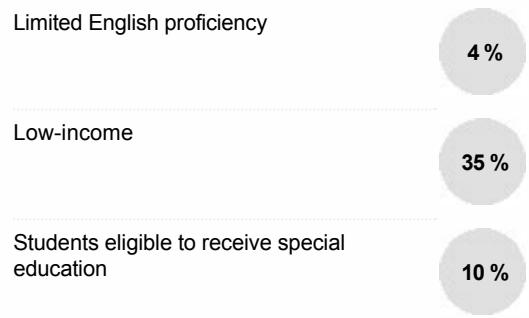 Limited English proficiency
4 %
Low-income
35 %
Students eligible to receive special
education
10 %